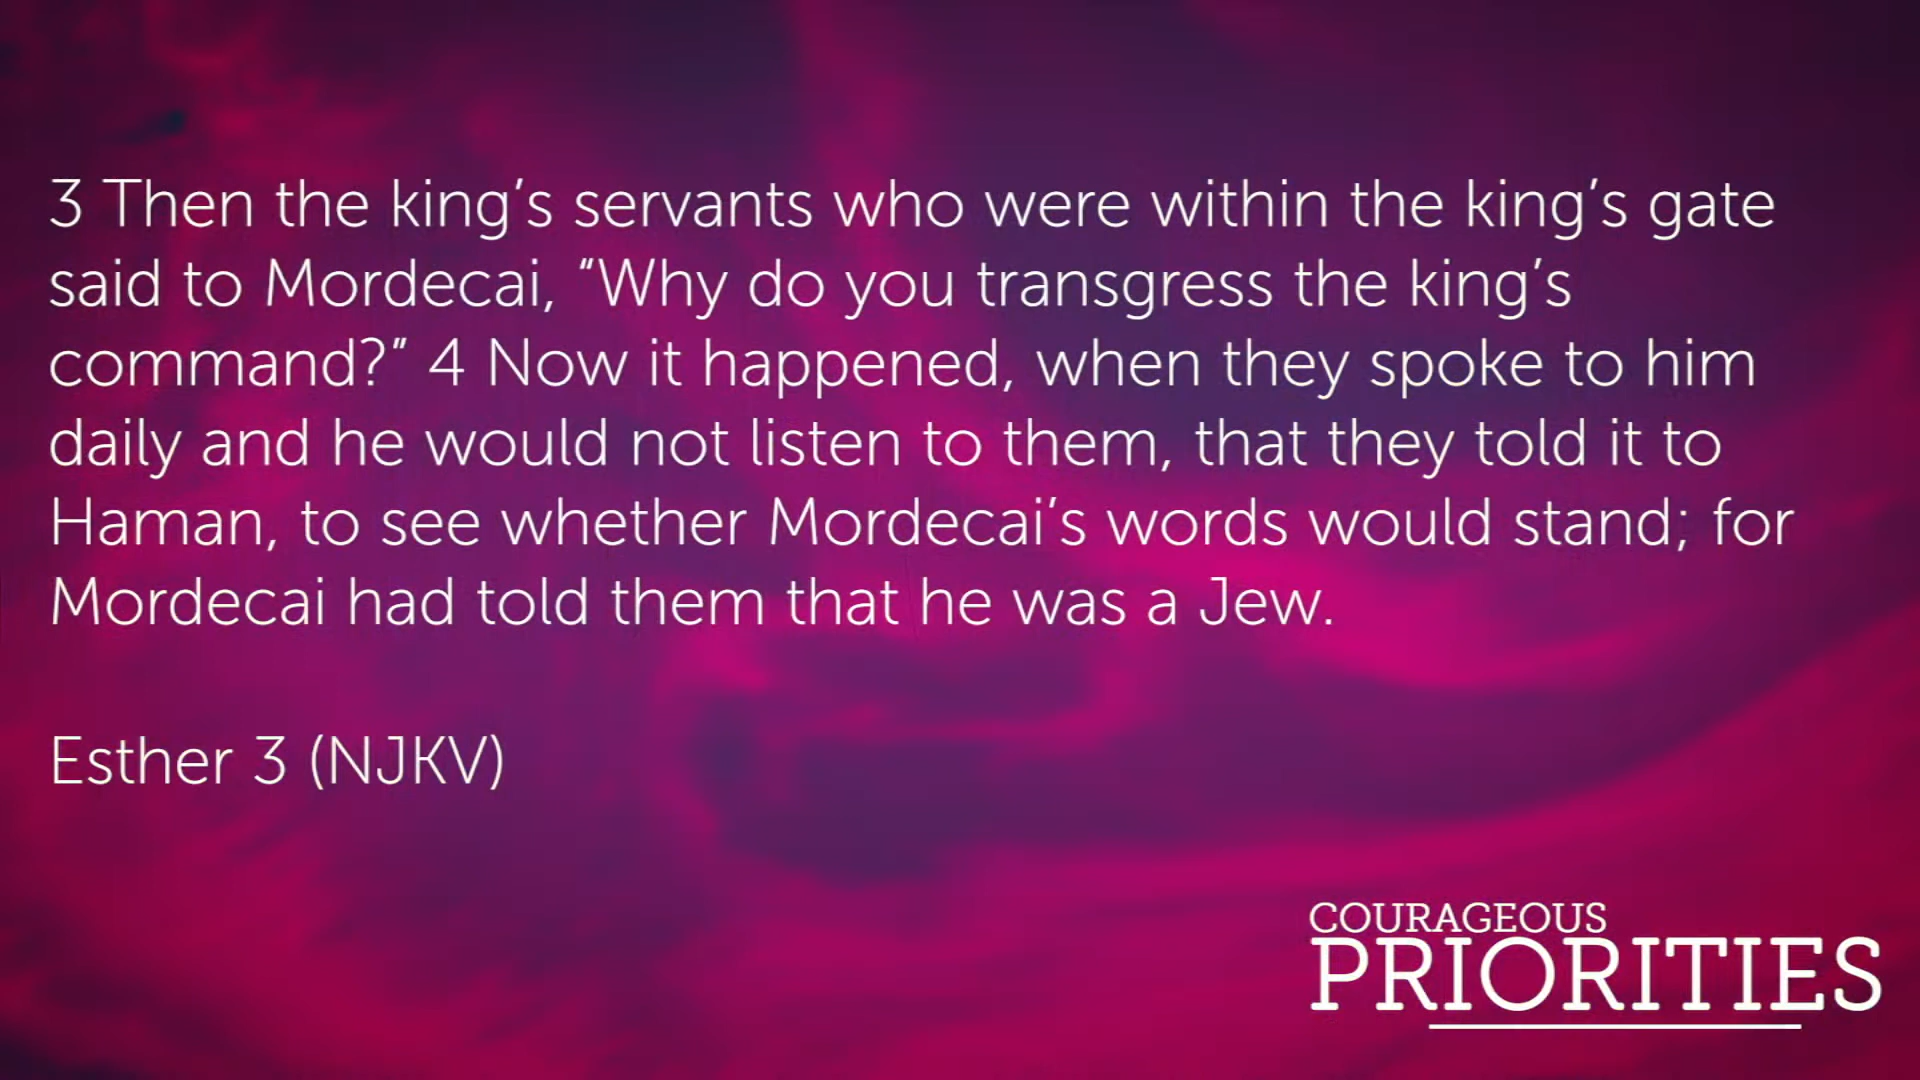 3 Then the king’s servants who were within the king’s gate
said to Mordecai, “Why do you transgress the king’s
command?” 4 Now it happened, when they spoke to him
daily and he would not listen to them, that they told it to
Haman, to see whether Mordecai’s words would stand; for
Mordecai had told them that he was a Jew.
Esther 3 (NJKV)
COURAGEOUS
PRIORITIES